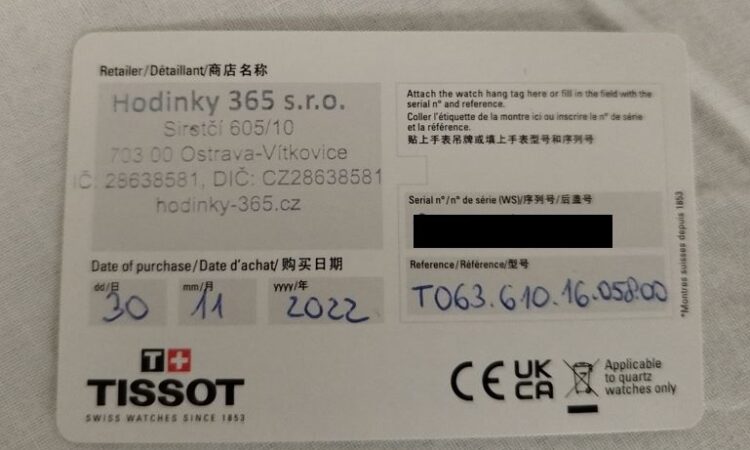 Retailer/Détaillant/商店名称
Hodinky 365 s.r.o.
Sirotčí 605/10
703 00 Ostrava-Vítkovice
IČ: 28638581, DIČ: CZ28638581
hodinky-365.cz
Attach the watch hang tag here or fill in the field with the
serial n° and reference.
Coller l'étiquette de la montre ici ou inscrire le n° de série
et la référence.
贴上手表吊牌或填上手表型号和序列号
Serial n°/n° de série (WS)/序列号/后盖号
Date of purchase/Date d'achat/购买日期
dd/日 mm/月 yyyy/年
30 11 2022
Reference/Référence/型号
T063.610.16.058.00
*Montres suisses depuis 1853
T+
TISSOT
SWISS WATCHES SINCE 1853
CE UK
CA
Applicable
to quartz
watches only